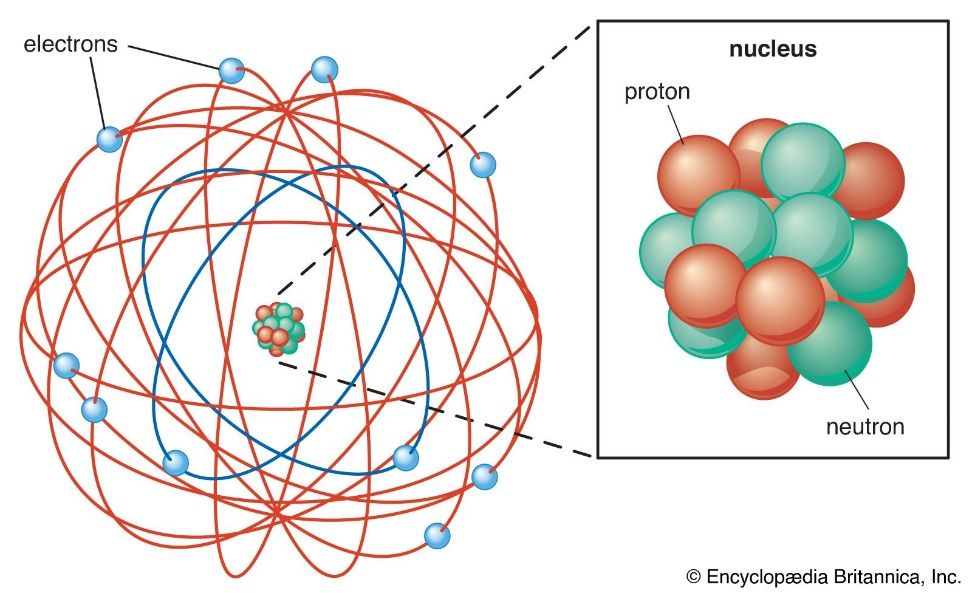 electrons
nucleus
proton
neutron
© Encyclopædia Britannica, Inc.